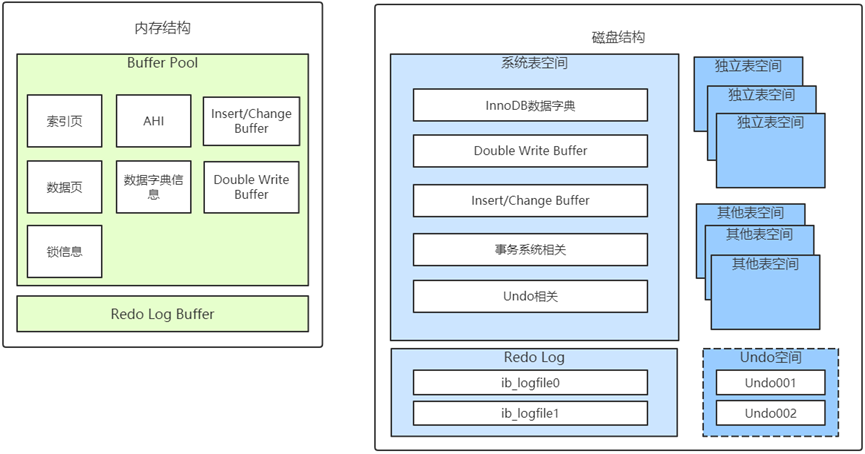 内存结构
Buffer Pool
索引页
AHI
Insert/Change
Buffer
数据页
数据字典信
息
Double Write
Buffer
锁信息
Redo Log Buffer
磁盘结构
系统表空间
InnoDB数据字典
Double Write Buffer
Insert/Change Buffer
事务系统相关
Undo相关
独立表空间
独立表空间
独立表空间
其他表空间
其他表空间
其他表空间
Redo Log
ib_logfile0
ib_logfile1
Undo空间
Undo001
Undo002